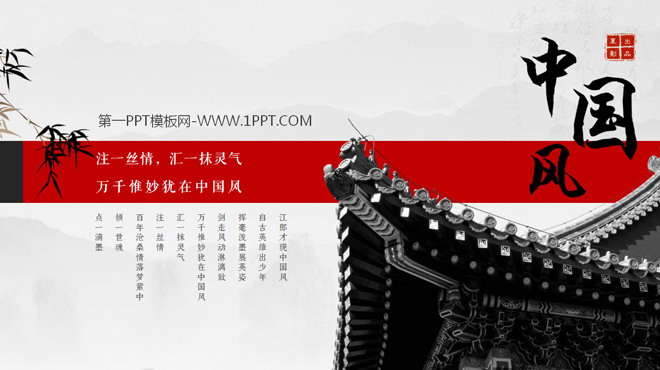 中国风
第一PPT模板网-WWW.1PPT.COM
注一丝情，汇一抹灵气
万千惟妙犹在中国风
江郎才现中国风
自古英雄出少年
挥毫泼墨展英姿
剑走风动淋漓致
万千惟妙犹在中国风
汇一抹灵气
注一丝情
百年沧桑情落梦萦中
领一世魂
点一滴墨